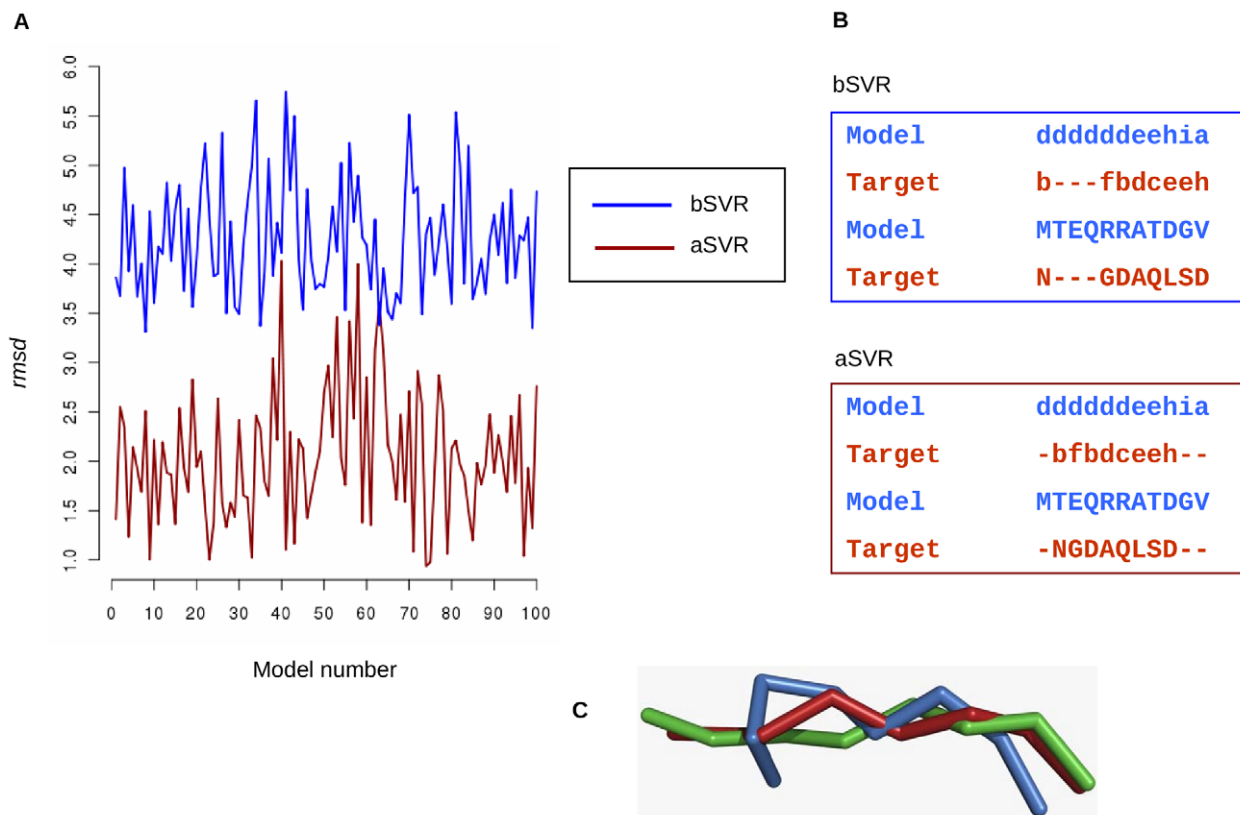 A
6.0
5.5
5.0
4.5
4.0
3.5
3.0
2.5
2.0
1.5
1.0
rmsd
0 10 20 30 40 50 60 70 80 90 100
Model number
bSVR
aSVR
B
bSVR
Model ddddddeehia
Target b---fbdceeh
Model MTEQRRATDGV
Target N---GDAQLSD
aSVR
Model ddddddeehia
Target -bfbdceeh--
Model MTEQRRATDGV
Target -NGDAQLSD--
C